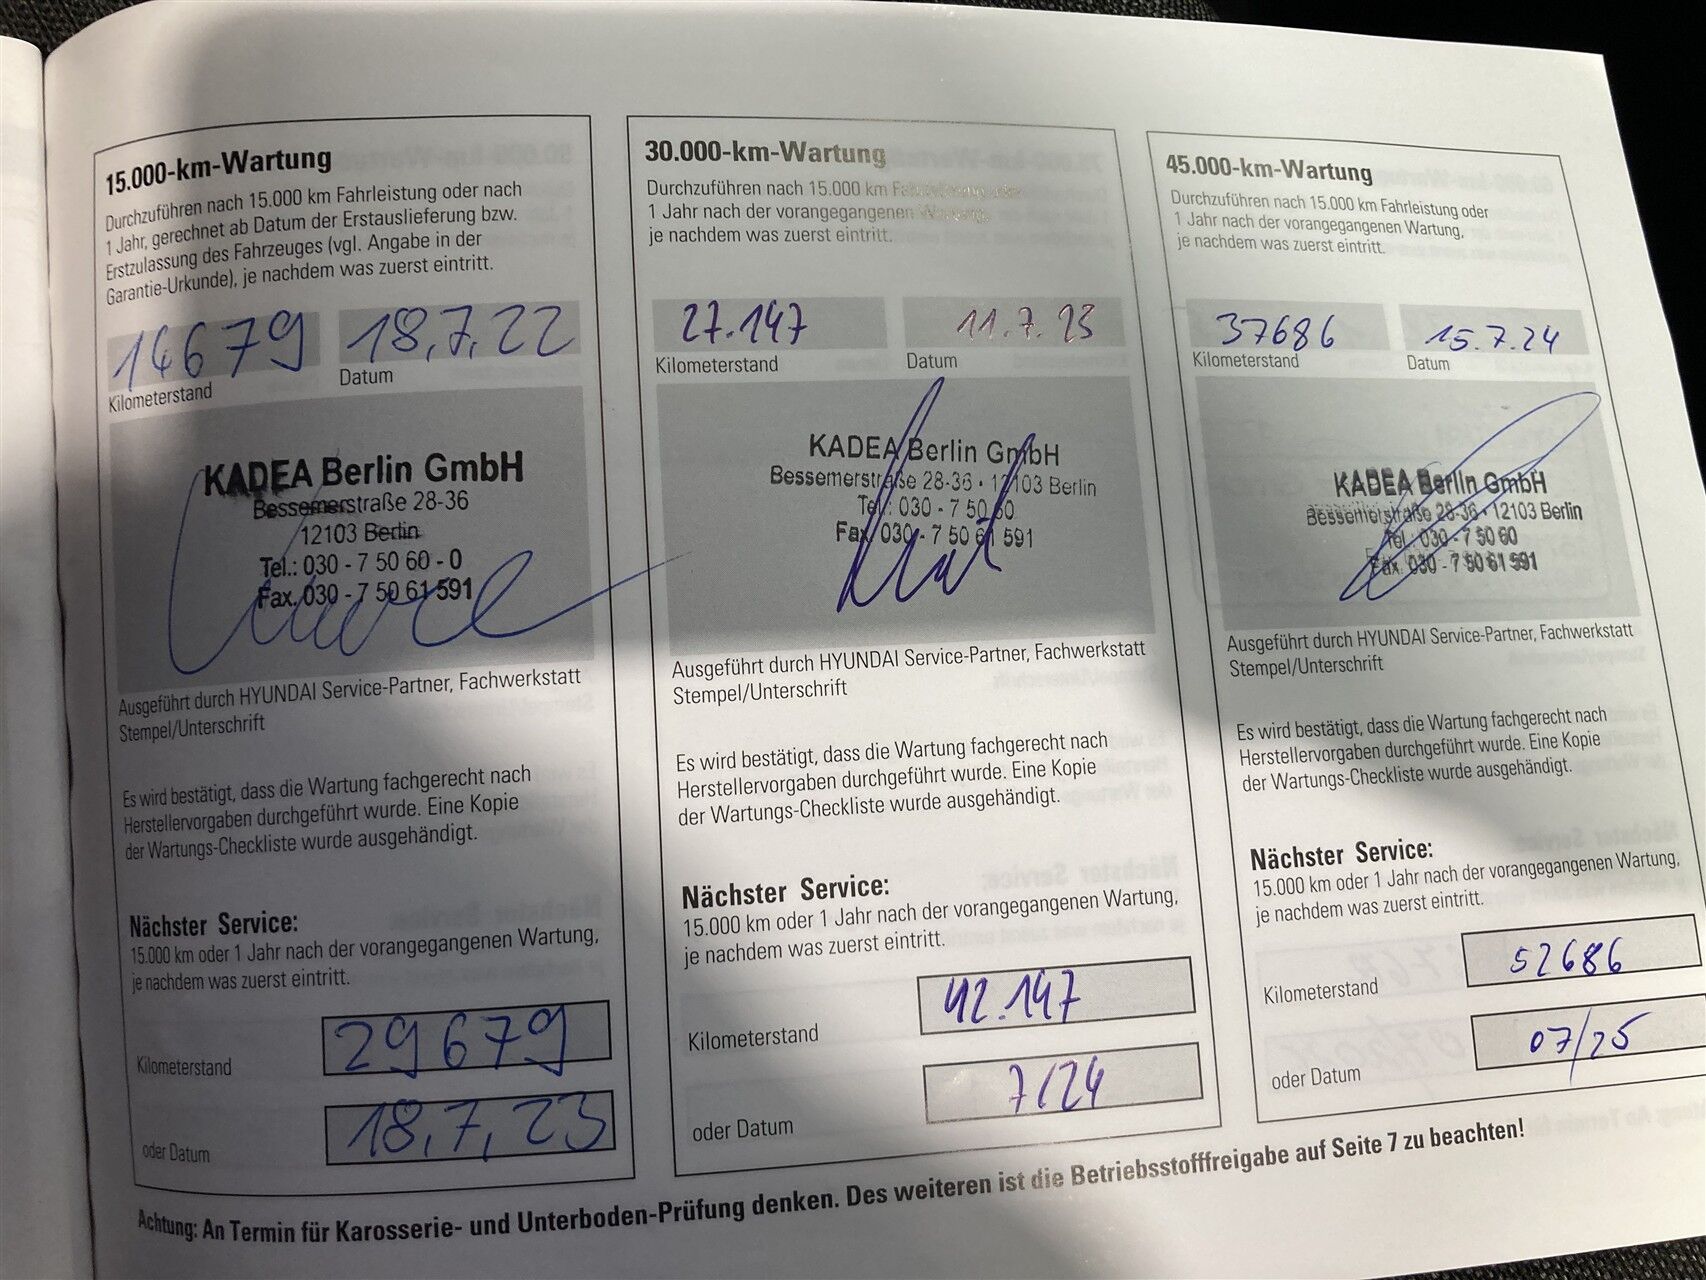 15.000-km-Wartung
Durchzuführen nach 15.000 km Fahrleistung oder nach
1 Jahr, gerechnet ab Datum der Erstauslieferung bzw.
Erstzulassung des Fahrzeuges (vgl. Angabe in der
Garantie-Urkunde), je nachdem was zuerst eintritt.
14679 18,7,22
Kilometerstand Datum
KADEA Berlin GmbH
Bessemerstraße 28-36
12103 Berlin
Tel.: 030 - 7 50 60 - 0
Fax. 030 - 7 50 61 591
Ausgeführt durch HYUNDAI Service-Partner, Fachwerkstatt
Stempel/Unterschrift
Es wird bestätigt, dass die Wartung fachgerecht nach
Herstellervorgaben durchgeführt wurde. Eine Kopie
der Wartungs-Checkliste wurde ausgehändigt.
Nächster Service:
15.000 km oder 1 Jahr nach der vorangegangenen Wartung,
je nachdem was zuerst eintritt.
Kilometerstand 29679
oder Datum 18,7,23
30.000-km-Wartung
Durchzuführen nach 15.000 km Fahrleistung oder
1 Jahr nach der vorangegangenen Wartung,
je nachdem was zuerst eintritt.
27.147 11.7.23
Kilometerstand Datum
KADEA Berlin GmbH
Bessemerstraße 28-36 • 12103 Berlin
Tel.: 030 - 7 50 60
Fax. 030 - 7 50 61 591
Ausgeführt durch HYUNDAI Service-Partner, Fachwerkstatt
Stempel/Unterschrift
Es wird bestätigt, dass die Wartung fachgerecht nach
Herstellervorgaben durchgeführt wurde. Eine Kopie
der Wartungs-Checkliste wurde ausgehändigt.
Nächster Service:
15.000 km oder 1 Jahr nach der vorangegangenen Wartung,
je nachdem was zuerst eintritt.
Kilometerstand 42.147
oder Datum 7/24
45.000-km-Wartung
Durchzuführen nach 15.000 km Fahrleistung oder
1 Jahr nach der vorangegangenen Wartung,
je nachdem was zuerst eintritt.
37686 15.7.24
Kilometerstand Datum
KADEA Berlin GmbH
Bessemerstraße 28-36 • 12103 Berlin
Tel.: 030 - 7 50 60
Fax. 030 - 7 50 61 591
Ausgeführt durch HYUNDAI Service-Partner, Fachwerkstatt
Stempel/Unterschrift
Es wird bestätigt, dass die Wartung fachgerecht nach
Herstellervorgaben durchgeführt wurde. Eine Kopie
der Wartungs-Checkliste wurde ausgehändigt.
Nächster Service:
15.000 km oder 1 Jahr nach der vorangegangenen Wartung,
je nachdem was zuerst eintritt.
Kilometerstand 52686
oder Datum 07/25
Achtung: An Termin für Karosserie- und Unterboden-Prüfung denken. Des weiteren ist die Betriebsstofffreigabe auf Seite 7 zu beachten!